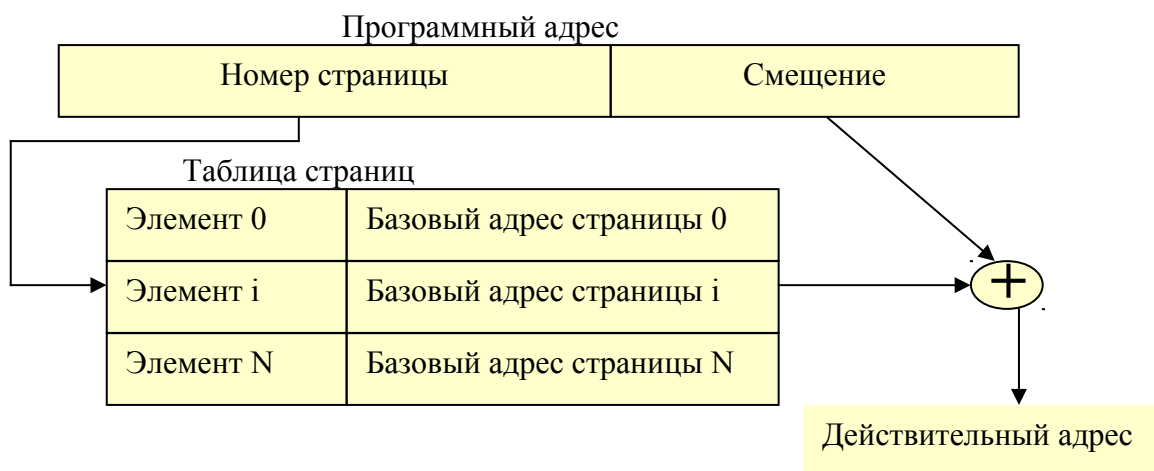 Программный адрес
Номер страницы Смещение
Таблица страниц
Элемент 0 Базовый адрес страницы 0
Элемент i Базовый адрес страницы i
+
Элемент N Базовый адрес страницы N
Действительный адрес